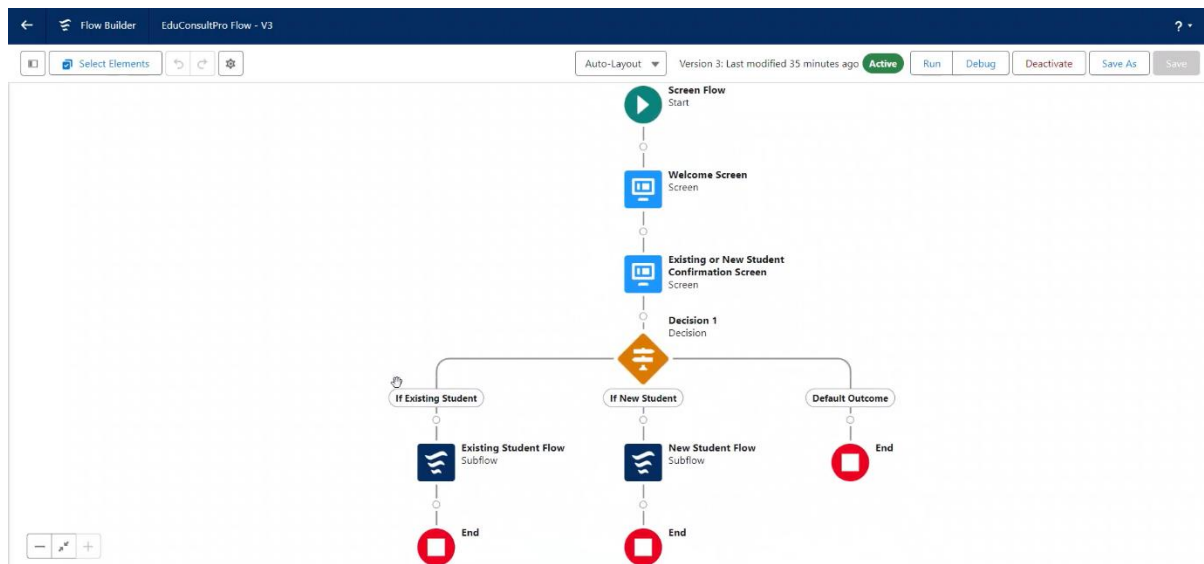 Flow Builder EduConsultPro Flow - V3 ?
Select Elements Auto-Layout Version 3: Last modified 35 minutes ago Active Run Debug Deactivate Save As Save
Screen Flow
Start
Welcome Screen
Screen
Existing or New Student
Confirmation Screen
Screen
Decision 1
Decision
If Existing Student If New Student Default Outcome
Existing Student Flow New Student Flow End
Subflow Subflow
End End